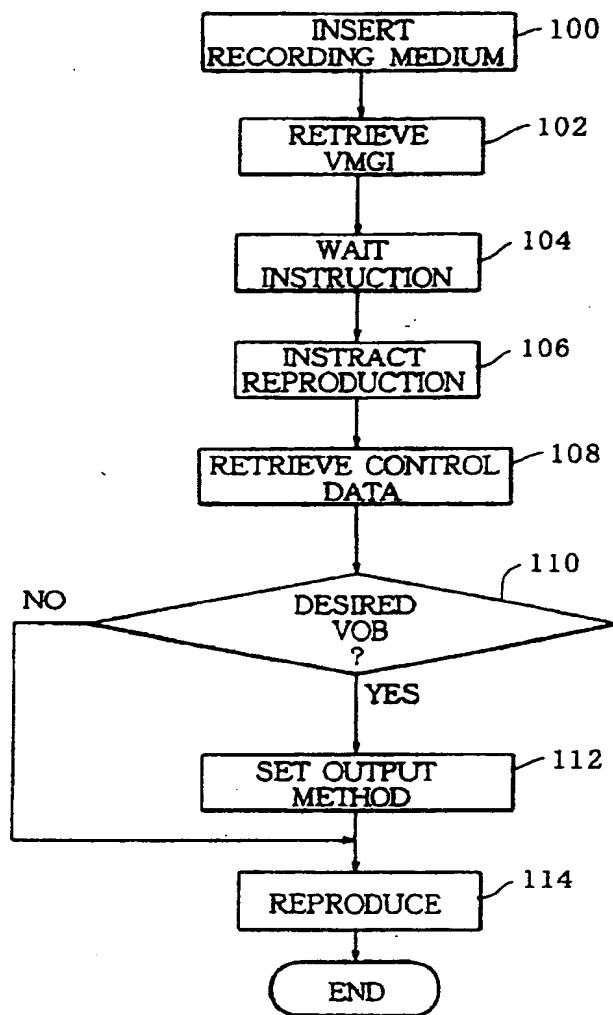 INSERT
RECORDING MEDIUM
100
RETRIEVE
VMGI
102
WAIT
INSTRUCTION
104
INSTRACT
REPRODUCTION
106
RETRIEVE CONTROL
DATA
108
110
NO
DESIRED
VOB
?
YES
SET OUTPUT
METHOD
112
REPRODUCE
114
END